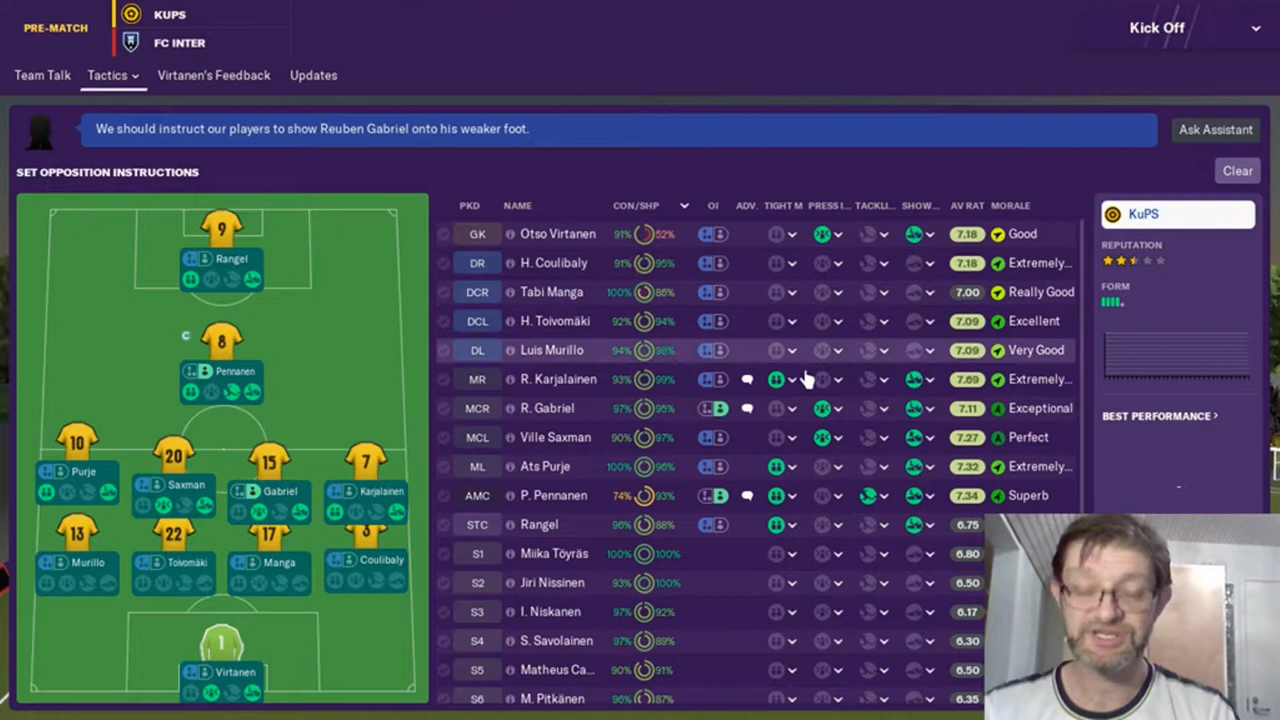 PRE-MATCH
KUPS
FC INTER
Kick Off
Team Talk Tactics Virtanen's Feedback Updates
We should instruct our players to show Reuben Gabriel onto his weaker foot.
Ask Assistant
SET OPPOSITION INSTRUCTIONS
Clear
9
Rangel
C
8
Pennanen
10 20 15 7
Purje Saxman Gabriel Karjalainen
13 22 17 3
Murillo Toivomäki Manga Coulibaly
1
Virtanen
PKD NAME CON/SHP OI ADV. TIGHT M PRESS I... TACKLI... SHOW... AV RAT MORALE
GK Otso Virtanen 91% 52% 7.18 Good
DR H. Coulibaly 91% 95% 7.18 Extremely...
DCR Tabi Manga 100% 86% 7.00 Really Good
DCL H. Toivomäki 92% 94% 7.09 Excellent
DL Luis Murillo 94% 98% 7.09 Very Good
MR R. Karjalainen 93% 99% 7.69 Extremely...
MCR R. Gabriel 97% 95% 7.11 Exceptional
MCL Ville Saxman 90% 97% 7.27 Perfect
ML Ats Purje 100% 96% 7.32 Extremely...
AMC P. Pennanen 74% 93% 7.34 Superb
STC Rangel 96% 88% 6.75
S1 Miika Töyräs 100% 100% 6.80
S2 Jiri Nissinen 93% 100% 6.50
S3 I. Niskanen 97% 92% 6.17
S4 S. Savolainen 97% 89% 6.30
S5 Matheus Ca... 90% 91% 6.50
S6 M. Pitkänen 96% 87% 6.35
KuPS
REPUTATION
FORM
BEST PERFORMANCE >
-